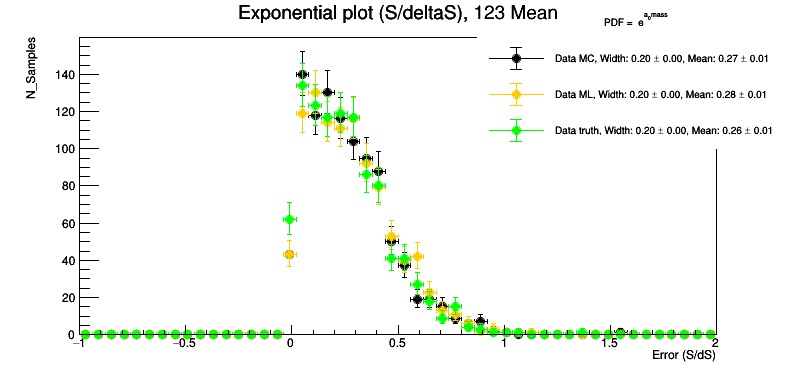 Exponential plot (S/deltaS), 123 Mean
PDF = e^a₀mass
N_Samples
Data MC, Width: 0.20 ± 0.00, Mean: 0.27 ± 0.01
Data ML, Width: 0.20 ± 0.00, Mean: 0.28 ± 0.01
Data truth, Width: 0.20 ± 0.00, Mean: 0.26 ± 0.01
140
120
100
80
60
40
20
0
−1 −0.5 0 0.5 1 1.5 2
Error (S/dS)